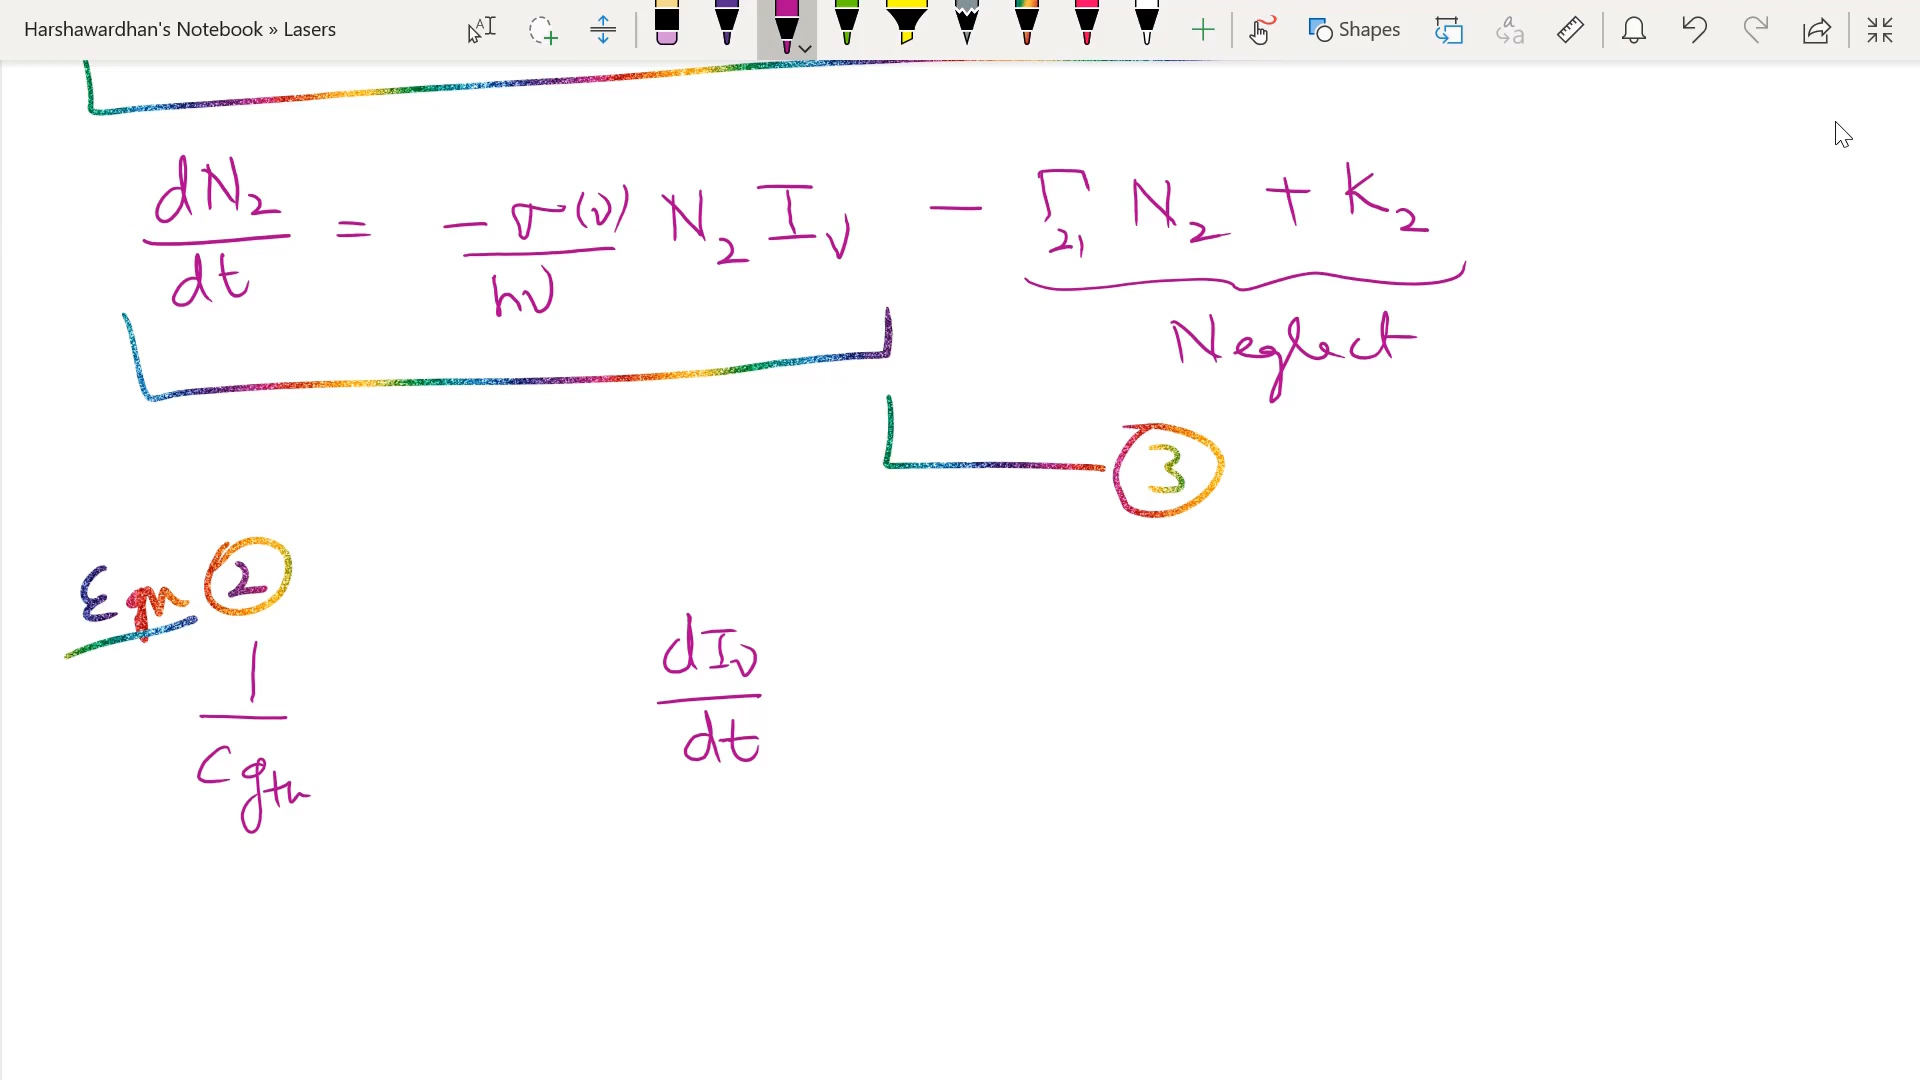 Harshawardhan's Notebook » Lasers
Shapes
dN₂/dt = -σ(ν)/hν N₂ I_ν - Γ₂₁ N₂ + K₂
Neglect
3
Eqn 2
1/(c g_th) dI_ν/dt